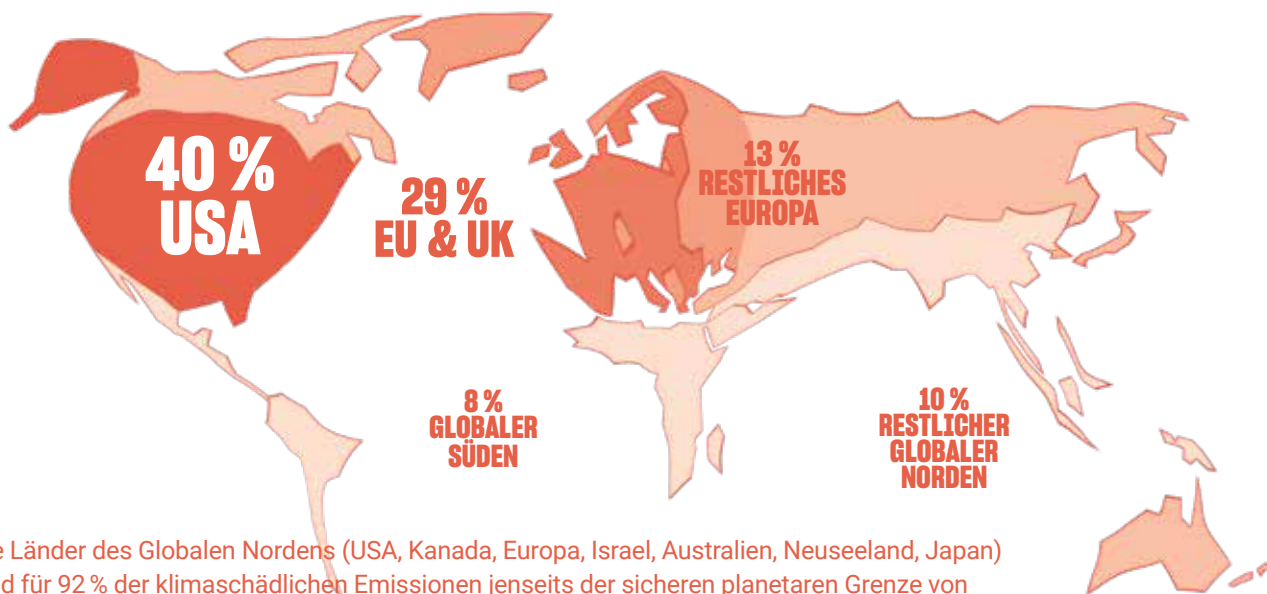 40 %
USA
29 %
EU & UK
13 %
RESTLICHES
EUROPA
8 %
GLOBALER
SÜDEN
10 %
RESTLICHER
GLOBALER
NORDEN
Länder des Globalen Nordens (USA, Kanada, Europa, Israel, Australien, Neuseeland, Japan)
für 92 % der klimaschädlichen Emissionen jenseits der sicheren planetaren Grenze von